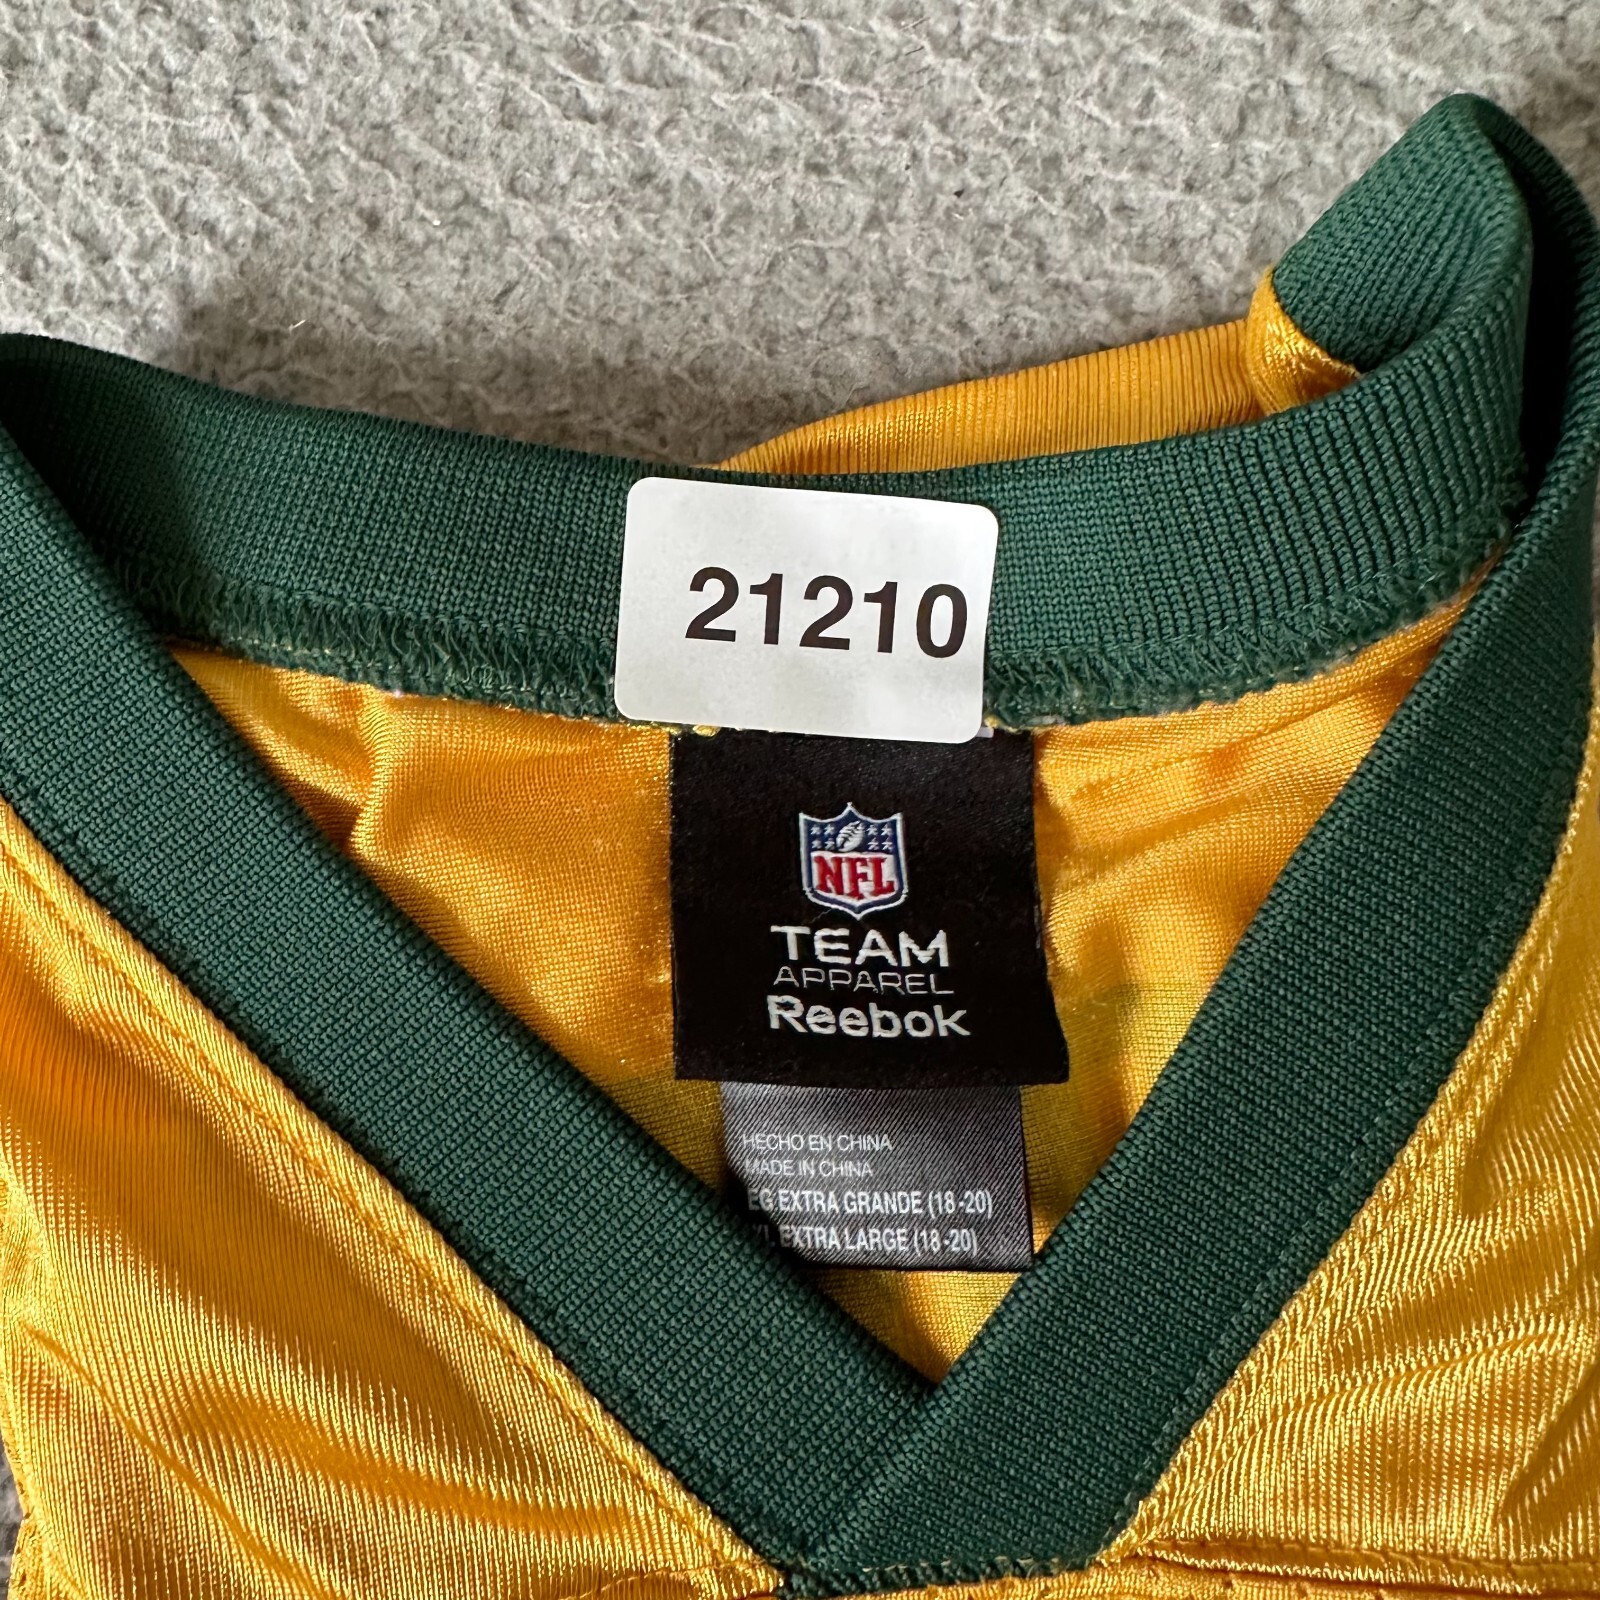 21210
NFL
TEAM
APPAREL
Reebok
HECHO EN CHINA
MADE IN CHINA
EG EXTRA GRANDE (18-20)
EXTRA LARGE (18-20)